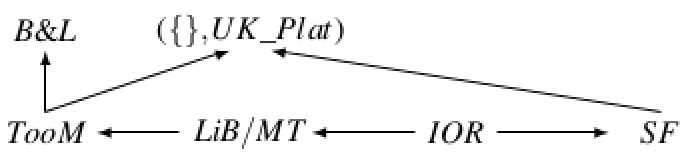 B&L ({},UK_Plat)
TooM LiB/MT IOR SF